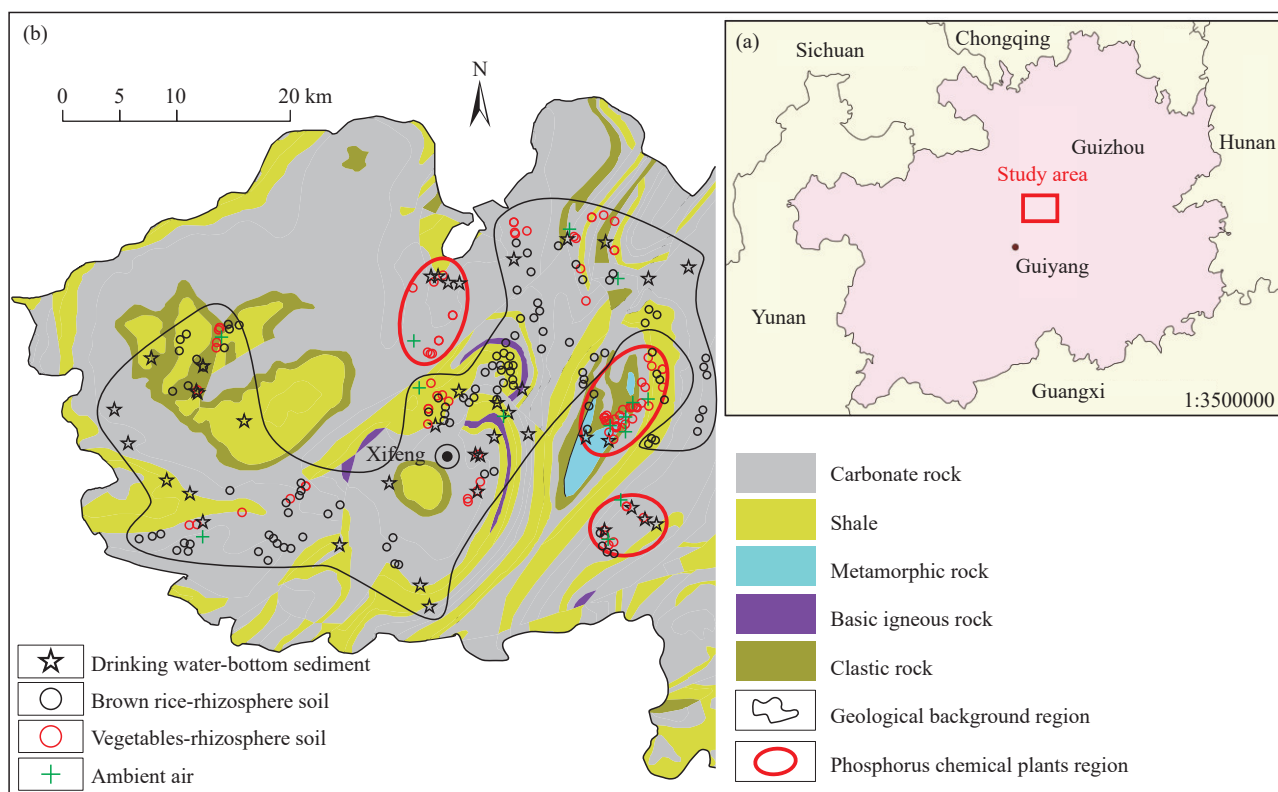 (b)
N
0 5 10 20 km
Xifeng
Drinking water-bottom sediment
Brown rice-rhizosphere soil
Vegetables-rhizosphere soil
Ambient air
(a)
Chongqing
Sichuan
Guizhou
Hunan
Study area
Guiyang
Yunan
Guangxi
1:3500000
Carbonate rock
Shale
Metamorphic rock
Basic igneous rock
Clastic rock
Geological background region
Phosphorus chemical plants region